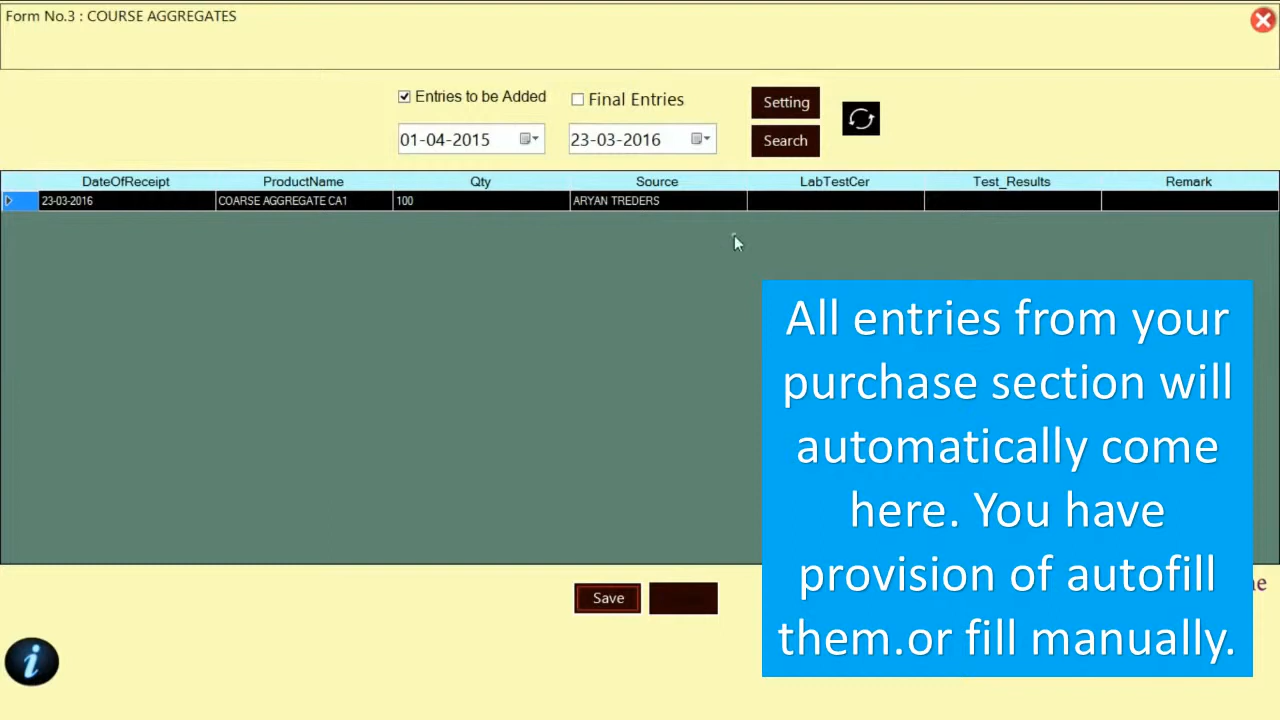 Form No.3 : COURSE AGGREGATES
Entries to be Added
Final Entries
Setting
01-04-2015
23-03-2016
Search
DateOfReceipt ProductName Qty Source LabTestCer Test_Results Remark
23-03-2016 COARSE AGGREGATE CA1 100 ARYAN TREDERS
All entries from your
purchase section will
automatically come
here. You have
provision of autofill
them.or fill manually.
Save
i